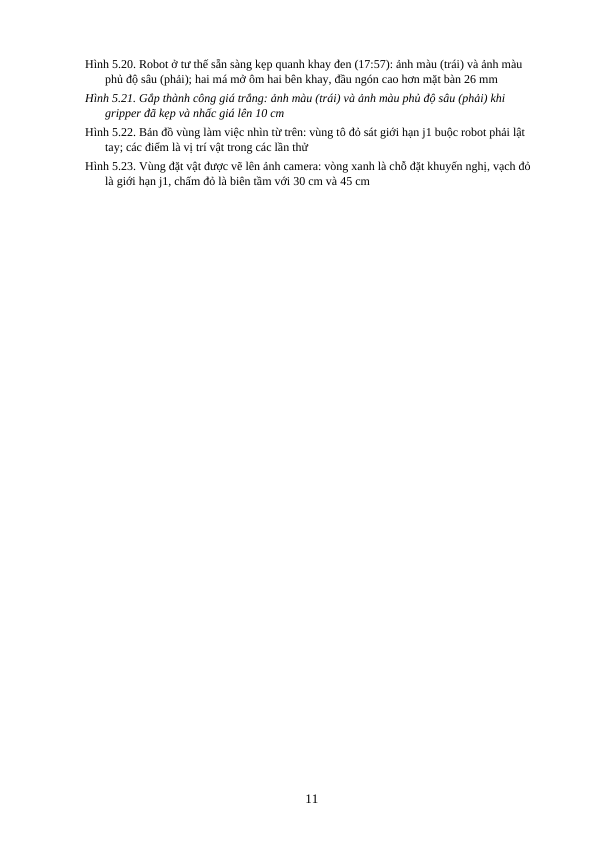 Hình 5.20. Robot ở tư thế sẵn sàng kẹp quanh khay đen (17:57): ảnh màu (trái) và ảnh màu
phủ độ sâu (phải); hai má mở ôm hai bên khay, đầu ngón cao hơn mặt bàn 26 mm
Hình 5.21. Gắp thành công giá trắng: ảnh màu (trái) và ảnh màu phủ độ sâu (phải) khi
gripper đã kẹp và nhấc giá lên 10 cm
Hình 5.22. Bản đồ vùng làm việc nhìn từ trên: vùng tô đỏ sát giới hạn j1 buộc robot phải lật
tay; các điểm là vị trí vật trong các lần thử
Hình 5.23. Vùng đặt vật được vẽ lên ảnh camera: vòng xanh là chỗ đặt khuyến nghị, vạch đỏ
là giới hạn j1, chấm đỏ là biên tầm với 30 cm và 45 cm
11